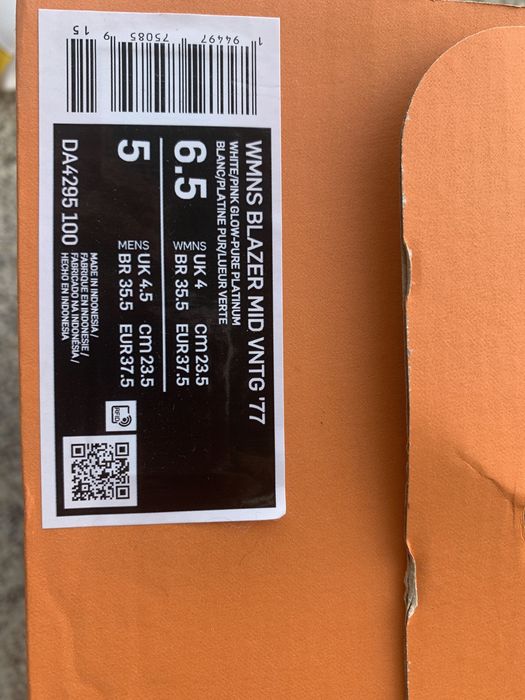 WMNS BLAZER MID VNTG '77
WHITE/PINK GLOW-PURE PLATINUM
BLANC/PLATINE PUR/LUEUR VERTE
6.5 WMNS UK 4 cm 23.5
BR 35.5 EUR 37.5
5 MENS UK 4.5 cm 23.5
BR 35.5 EUR 37.5
DA4295 100
MADE IN INDONESIA /
FABRIQUE EN INDONESIE /
FABRICADO NA INDONÉSIA /
HECHO EN INDONESIA
RFID
1 94497 75085 9 15